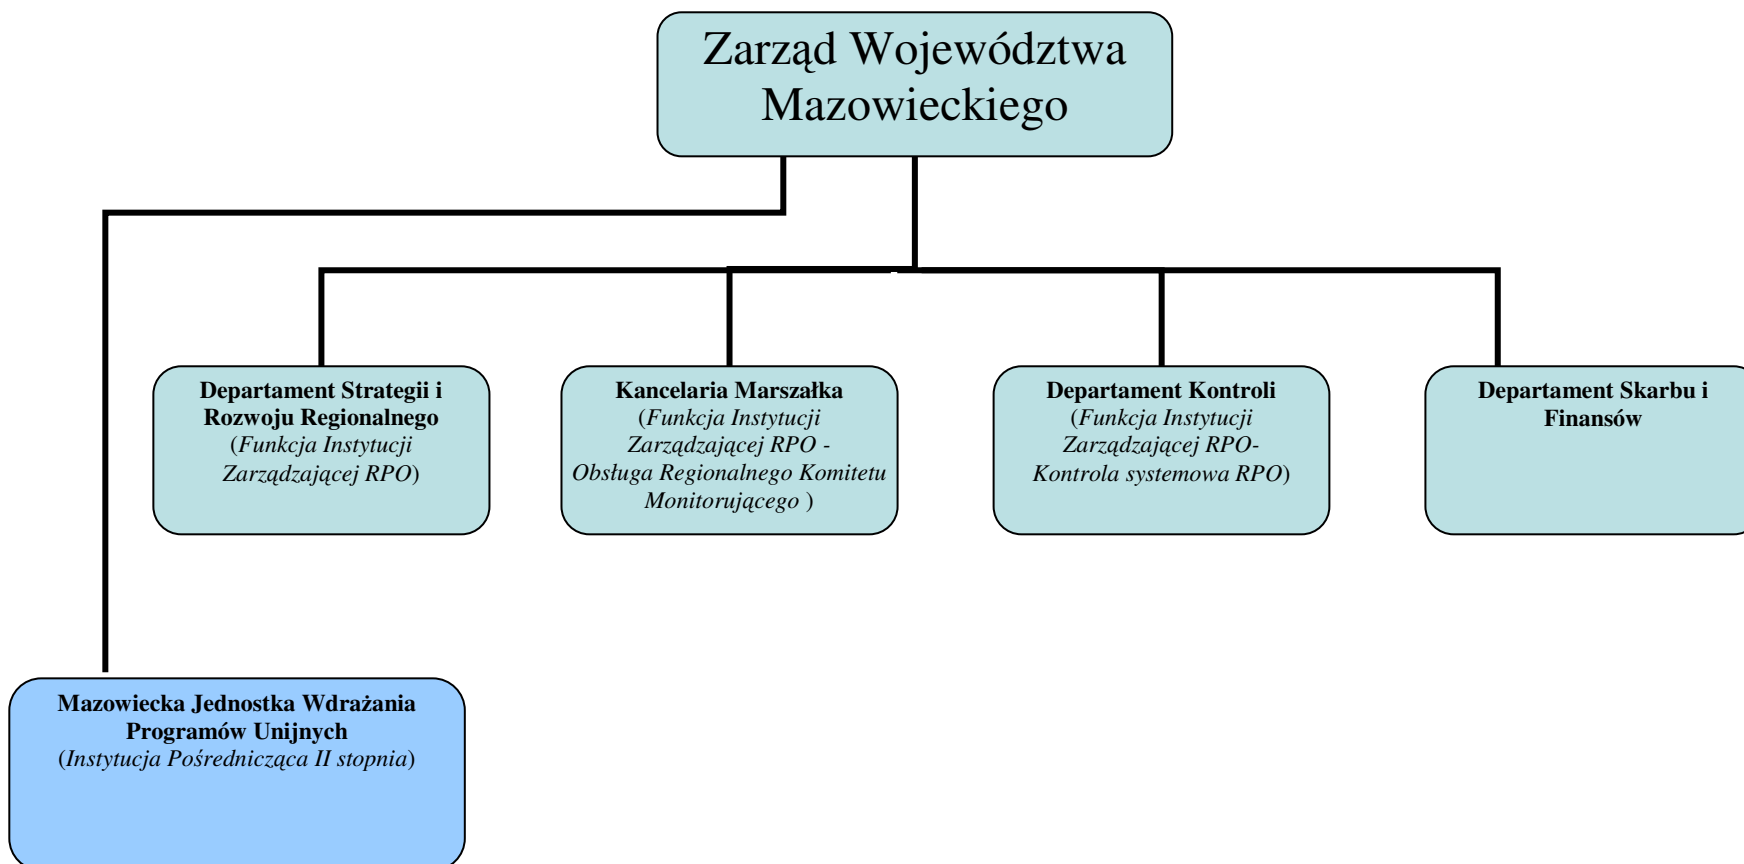 Zarząd Województwa
Mazowieckiego
Departament Strategii i
Rozwoju Regionalnego
(Funkcja Instytucji
Zarządzającej RPO)
Kancelaria Marszałka
(Funkcja Instytucji
Zarządzającej RPO -
Obsługa Regionalnego Komitetu
Monitorującego )
Departament Kontroli
(Funkcja Instytucji
Zarządzającej RPO-
Kontrola systemowa RPO)
Departament Skarbu i
Finansów
Mazowiecka Jednostka Wdrażania
Programów Unijnych
(Instytucja Pośrednicząca II stopnia)